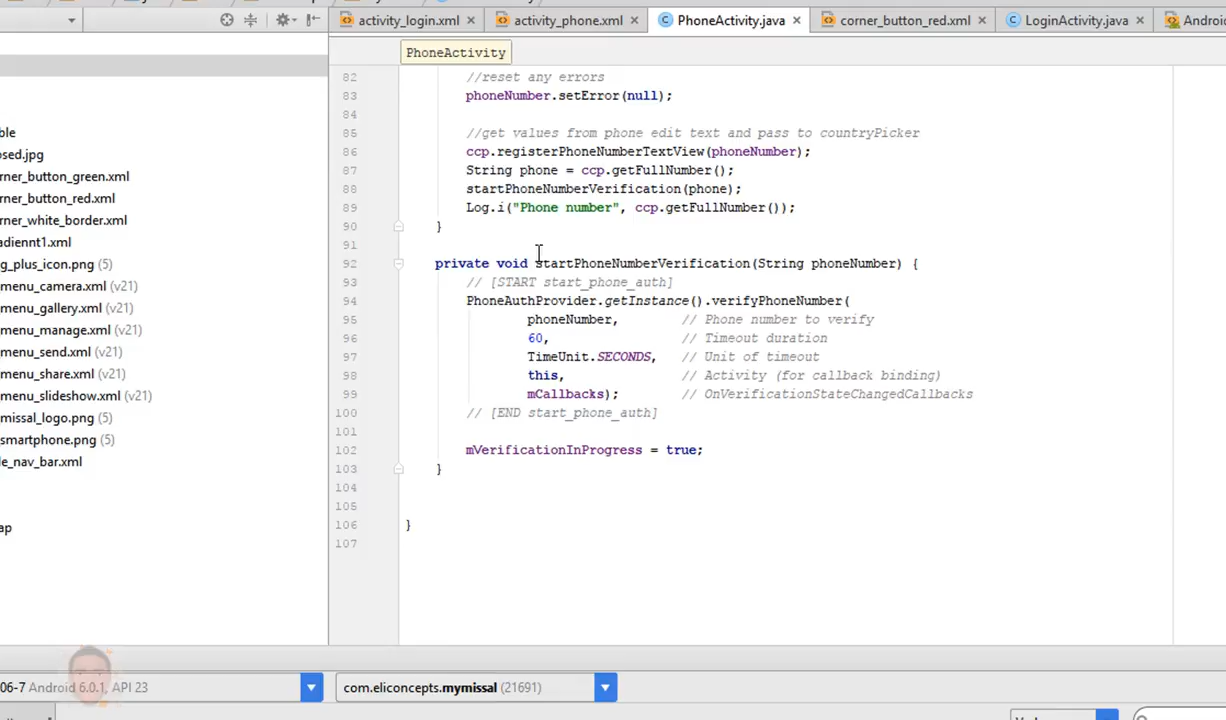 activity_login.xml
activity_phone.xml
PhoneActivity.java
corner_button_red.xml
LoginActivity.java
Android
PhoneActivity
82 //reset any errors
83 phoneNumber.setError(null);
84
85 //get values from phone edit text and pass to countryPicker
86 ccp.registerPhoneNumberTextView(phoneNumber);
87 String phone = ccp.getFullNumber();
88 startPhoneNumberVerification(phone);
89 Log.i("Phone number", ccp.getFullNumber());
90 }
91
92 private void startPhoneNumberVerification(String phoneNumber) {
93 // [START start_phone_auth]
94 PhoneAuthProvider.getInstance().verifyPhoneNumber(
95 phoneNumber, // Phone number to verify
96 60, // Timeout duration
97 TimeUnit.SECONDS, // Unit of timeout
98 this, // Activity (for callback binding)
99 mCallbacks); // OnVerificationStateChangedCallbacks
100 // [END start_phone_auth]
101
102 mVerificationInProgress = true;
103 }
104
105
106 }
107
ble
osed.jpg
rner_button_green.xml
rner_button_red.xml
rner_white_border.xml
adiennt1.xml
g_plus_icon.png (5)
menu_camera.xml (v21)
menu_gallery.xml (v21)
menu_manage.xml (v21)
menu_send.xml (v21)
menu_share.xml (v21)
menu_slideshow.xml (v21)
missal_logo.png (5)
smartphone.png (5)
le_nav_bar.xml
ap
06-7 Android 6.0.1, API 23
com.eliconcepts.mymissal (21691)